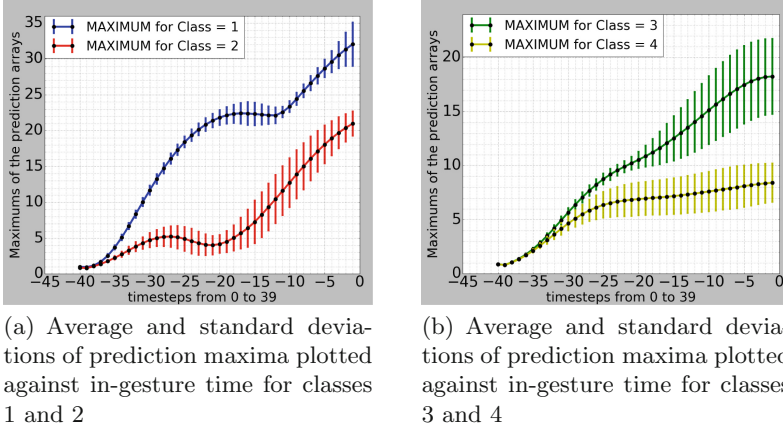 MAXIMUM for Class = 1
MAXIMUM for Class = 2
Maximums of the prediction arrays
35
30
25
20
15
10
5
0
−45 −40 −35 −30 −25 −20 −15 −10 −5 0
timesteps from 0 to 39
(a) Average and standard devia-
tions of prediction maxima plotted
against in-gesture time for classes
1 and 2
MAXIMUM for Class = 3
MAXIMUM for Class = 4
Maximums of the prediction arrays
20
15
10
5
0
−45 −40 −35 −30 −25 −20 −15 −10 −5 0
timesteps from 0 to 39
(b) Average and standard devia-
tions of prediction maxima plotted
against in-gesture time for classes
3 and 4